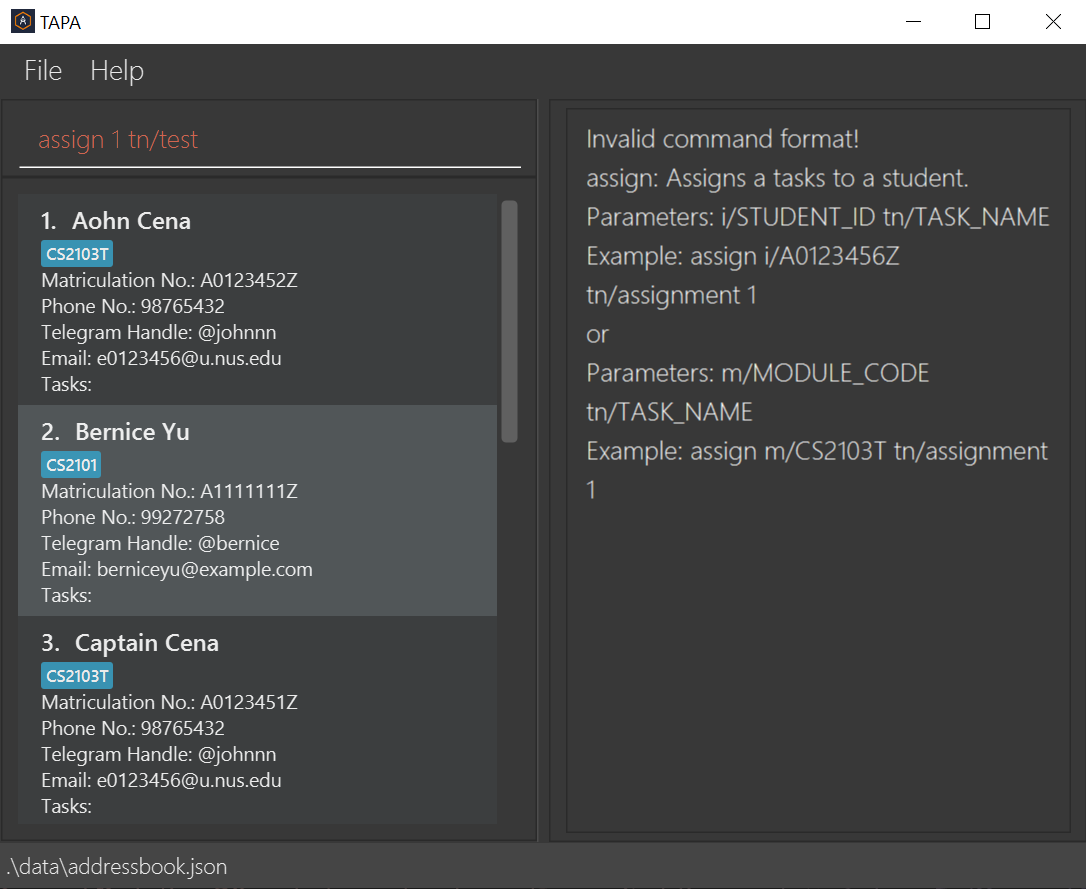 TAPA
File Help
assign 1 tn/test
1. Aohn Cena
CS2103T
Matriculation No.: A0123452Z
Phone No.: 98765432
Telegram Handle: @johnnn
Email: e0123456@u.nus.edu
Tasks:
2. Bernice Yu
CS2101
Matriculation No.: A1111111Z
Phone No.: 99272758
Telegram Handle: @bernice
Email: berniceyu@example.com
Tasks:
3. Captain Cena
CS2103T
Matriculation No.: A0123451Z
Phone No.: 98765432
Telegram Handle: @johnnn
Email: e0123456@u.nus.edu
Tasks:
Invalid command format!
assign: Assigns a tasks to a student.
Parameters: i/STUDENT_ID tn/TASK_NAME
Example: assign i/A0123456Z
tn/assignment 1
or
Parameters: m/MODULE_CODE
tn/TASK_NAME
Example: assign m/CS2103T tn/assignment
1
.\data\addressbook.json